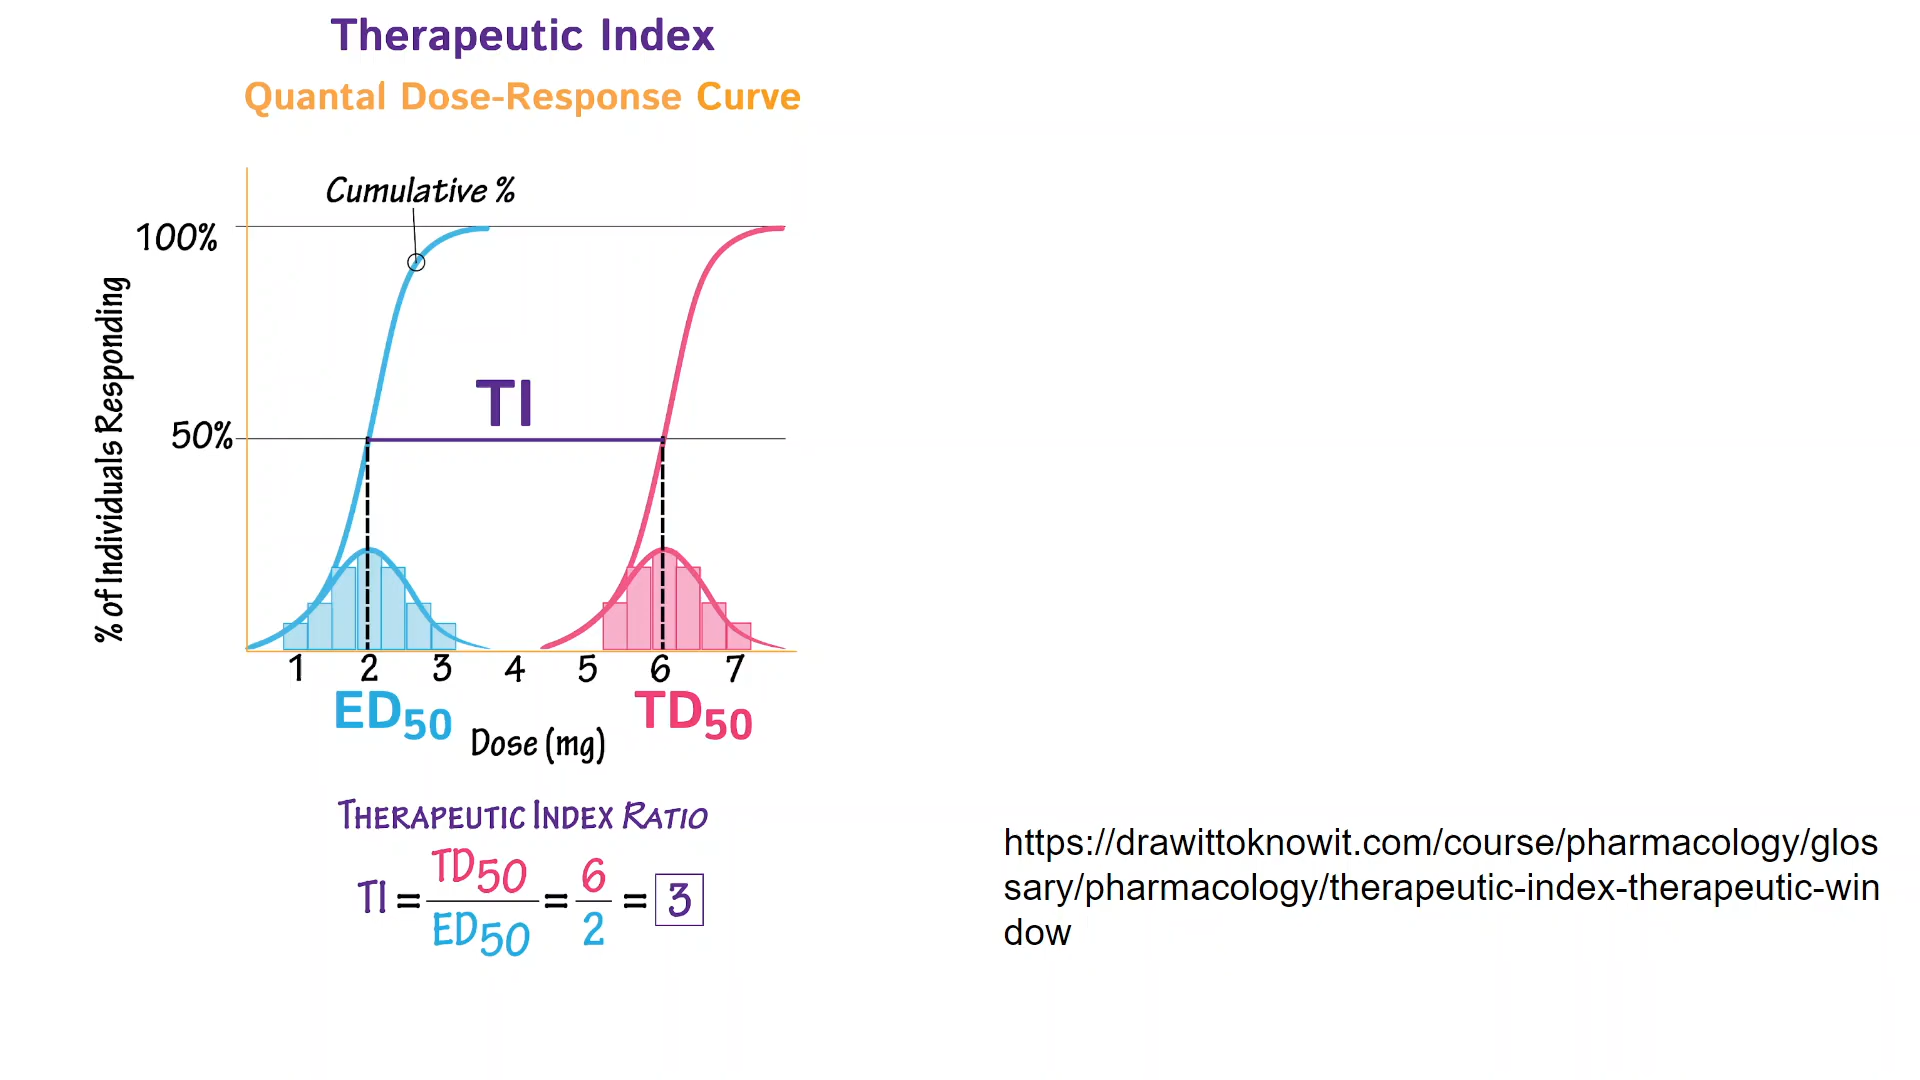 Therapeutic Index
Quantal Dose-Response Curve
Cumulative %
100%
50%
% of Individuals Responding
TI
1 2 3 4 5 6 7
ED50
TD50
Dose (mg)
THERAPEUTIC INDEX RATIO
TI = TD50 / ED50 = 6 / 2 = 3
https://drawittoknowit.com/course/pharmacology/glos
sary/pharmacology/therapeutic-index-therapeutic-win
dow